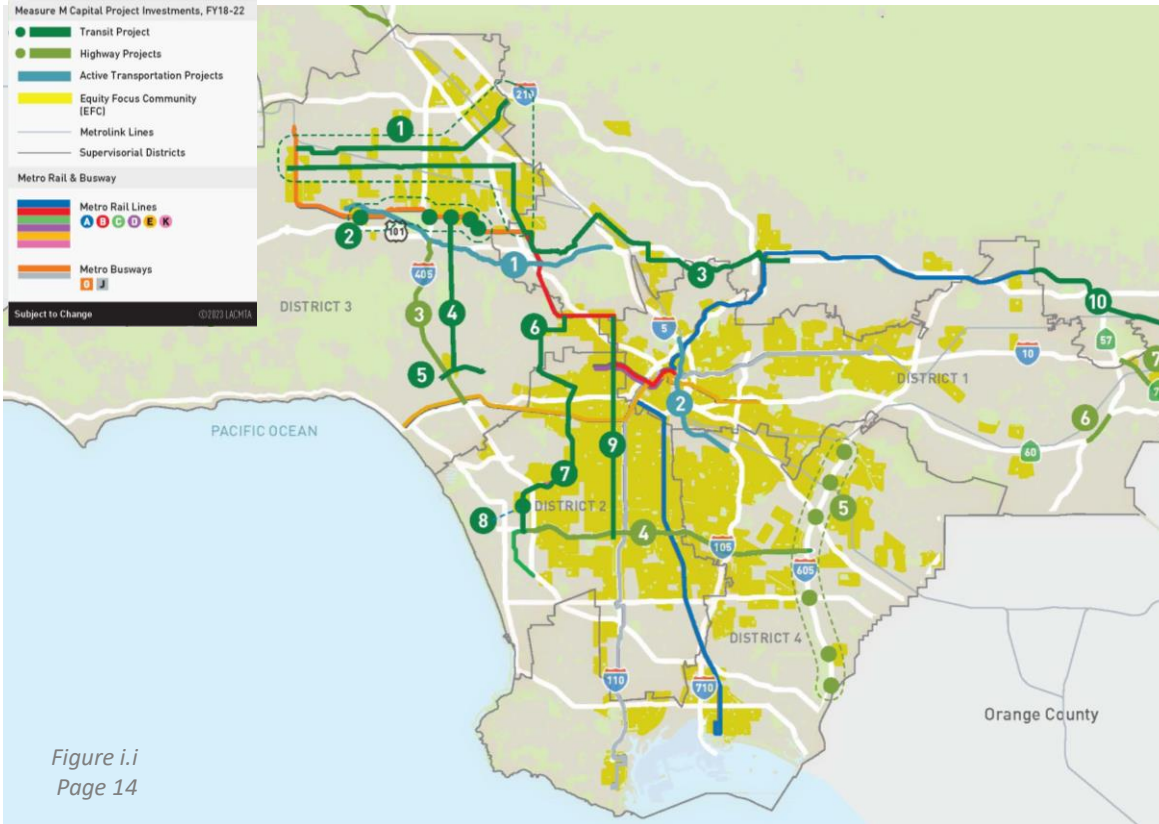 Measure M Capital Project Investments, FY18-22
Transit Project
Highway Projects
Active Transportation Projects
Equity Focus Community
(EFC)
Metrolink Lines
Supervisorial Districts
Metro Rail & Busway
Metro Rail Lines
A B C D E K
Metro Busways
G J
Subject to Change
©2023 LACMTA
210
1
2
101
1
405
3
10
DISTRICT 3
3
4
6
5
57
5
10
7
DISTRICT 1
2
6
PACIFIC OCEAN
9
60
7
5
8
DISTRICT 2
4
105
605
DISTRICT 4
110
710
Orange County
Figure i.i
Page 14